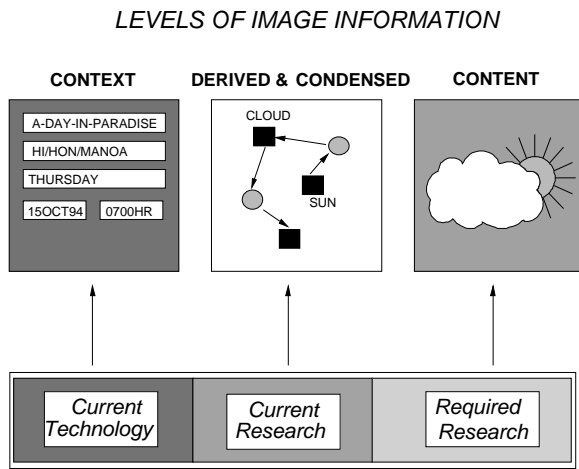 LEVELS OF IMAGE INFORMATION
CONTEXT DERIVED & CONDENSED CONTENT
A-DAY-IN-PARADISE
HI/HON/MANOA
THURSDAY
15OCT94 0700HR
CLOUD
SUN
Current
Technology
Current
Research
Required
Research